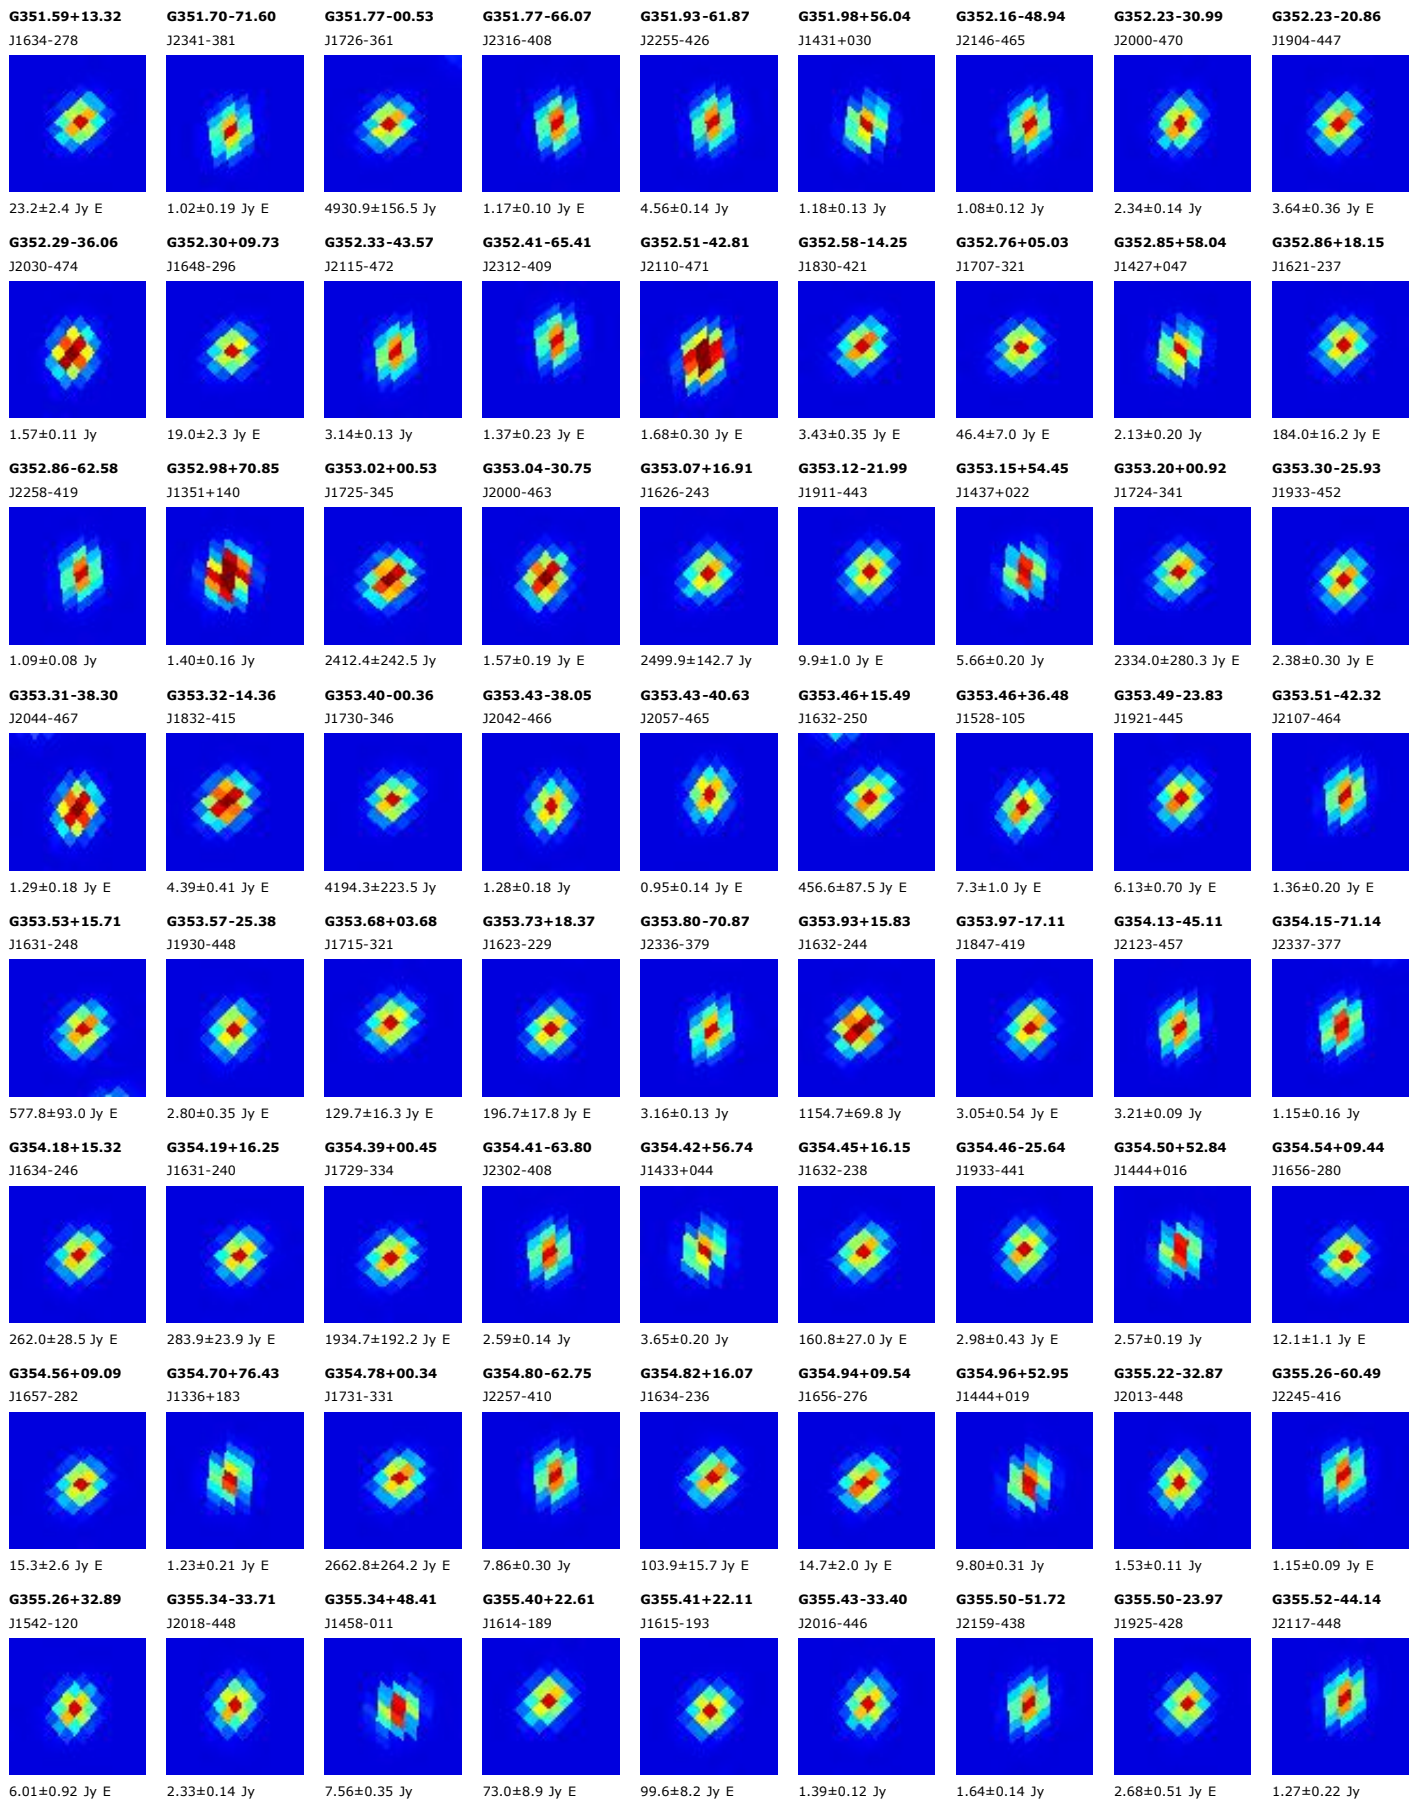 G351.59+13.32 G351.70-71.60 G351.77-00.53 G351.77-66.07 G351.93-61.87 G351.98+56.04 G352.16-48.94 G352.23-30.99 G352.23-20.86
J1634-278 J2341-381 J1726-361 J2316-408 J2255-426 J1431+030 J2146-465 J2000-470 J1904-447
23.2±2.4 Jy E 1.02±0.19 Jy E 4930.9±156.5 Jy 1.17±0.10 Jy E 4.56±0.14 Jy 1.18±0.13 Jy 1.08±0.12 Jy 2.34±0.14 Jy 3.64±0.36 Jy E
G352.29-36.06 G352.30+09.73 G352.33-43.57 G352.41-65.41 G352.51-42.81 G352.58-14.25 G352.76+05.03 G352.85+58.04 G352.86+18.15
J2030-474 J1648-296 J2115-472 J2312-409 J2110-471 J1830-421 J1707-321 J1427+047 J1621-237
1.57±0.11 Jy 19.0±2.3 Jy E 3.14±0.13 Jy 1.37±0.23 Jy E 1.68±0.30 Jy E 3.43±0.35 Jy E 46.4±7.0 Jy E 2.13±0.20 Jy 184.0±16.2 Jy E
G352.86-62.58 G352.98+70.85 G353.02+00.53 G353.04-30.75 G353.07+16.91 G353.12-21.99 G353.15+54.45 G353.20+00.92 G353.30-25.93
J2258-419 J1351+140 J1725-345 J2000-463 J1626-243 J1911-443 J1437+022 J1724-341 J1933-452
1.09±0.08 Jy 1.40±0.16 Jy 2412.4±242.5 Jy 1.57±0.19 Jy E 2499.9±142.7 Jy 9.9±1.0 Jy E 5.66±0.20 Jy 2334.0±280.3 Jy E 2.38±0.30 Jy E
G353.31-38.30 G353.32-14.36 G353.40-00.36 G353.43-38.05 G353.43-40.63 G353.46+15.49 G353.46+36.48 G353.49-23.83 G353.51-42.32
J2044-467 J1832-415 J1730-346 J2042-466 J2057-465 J1632-250 J1528-105 J1921-445 J2107-464
1.29±0.18 Jy E 4.39±0.41 Jy E 4194.3±223.5 Jy 1.28±0.18 Jy 0.95±0.14 Jy E 456.6±87.5 Jy E 7.3±1.0 Jy E 6.13±0.70 Jy E 1.36±0.20 Jy E
G353.53+15.71 G353.57-25.38 G353.68+03.68 G353.73+18.37 G353.80-70.87 G353.93+15.83 G353.97-17.11 G354.13-45.11 G354.15-71.14
J1631-248 J1930-448 J1715-321 J1623-229 J2336-379 J1632-244 J1847-419 J2123-457 J2337-377
577.8±93.0 Jy E 2.80±0.35 Jy E 129.7±16.3 Jy E 196.7±17.8 Jy E 3.16±0.13 Jy 1154.7±69.8 Jy 3.05±0.54 Jy E 3.21±0.09 Jy 1.15±0.16 Jy
G354.18+15.32 G354.19+16.25 G354.39+00.45 G354.41-63.80 G354.42+56.74 G354.45+16.15 G354.46-25.64 G354.50+52.84 G354.54+09.44
J1634-246 J1631-240 J1729-334 J2302-408 J1433+044 J1632-238 J1933-441 J1444+016 J1656-280
262.0±28.5 Jy E 283.9±23.9 Jy E 1934.7±192.2 Jy E 2.59±0.14 Jy 3.65±0.20 Jy 160.8±27.0 Jy E 2.98±0.43 Jy E 2.57±0.19 Jy 12.1±1.1 Jy E
G354.56+09.09 G354.70+76.43 G354.78+00.34 G354.80-62.75 G354.82+16.07 G354.94+09.54 G354.96+52.95 G355.22-32.87 G355.26-60.49
J1657-282 J1336+183 J1731-331 J2257-410 J1634-236 J1656-276 J1444+019 J2013-448 J2245-416
15.3±2.6 Jy E 1.23±0.21 Jy E 2662.8±264.2 Jy E 7.86±0.30 Jy 103.9±15.7 Jy E 14.7±2.0 Jy E 9.80±0.31 Jy 1.53±0.11 Jy 1.15±0.09 Jy E
G355.26+32.89 G355.34-33.71 G355.34+48.41 G355.40+22.61 G355.41+22.11 G355.43-33.40 G355.50-51.72 G355.50-23.97 G355.52-44.14
J1542-120 J2018-448 J1458-011 J1614-189 J1615-193 J2016-446 J2159-438 J1925-428 J2117-448
6.01±0.92 Jy E 2.33±0.14 Jy 7.56±0.35 Jy 73.0±8.9 Jy E 99.6±8.2 Jy E 1.39±0.12 Jy 1.64±0.14 Jy 2.68±0.51 Jy E 1.27±0.22 Jy